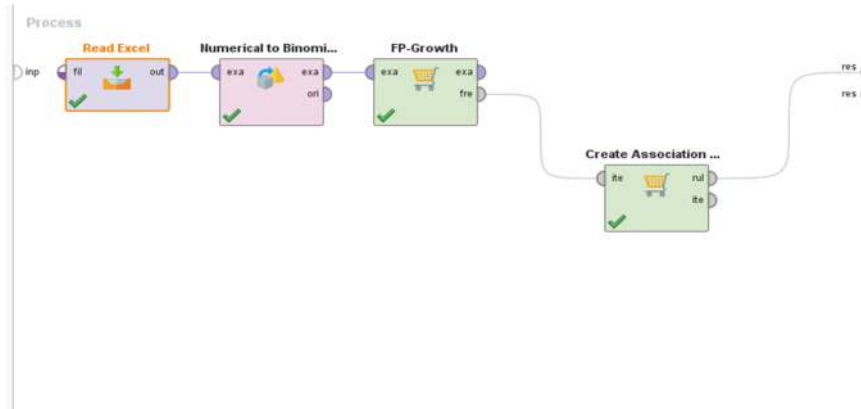 Process
Read Excel
Numerical to Binomi...
FP-Growth
inp
fil
out
exa
exa
ori
exa
exa
fre
res
res
Create Association ...
ite
rul
ite